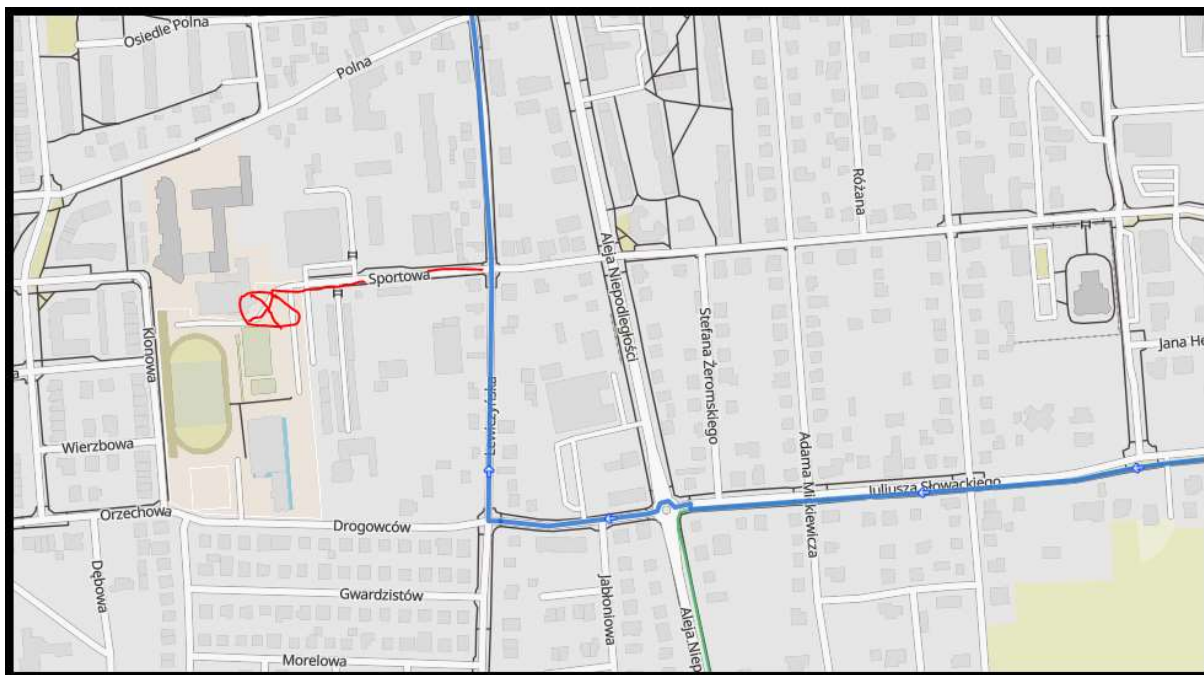 Osiedle Polna
Polna
Różana
Aleja Niepodległości
Sportowa
Stefana Żeromskiego
Klonowa
Jana He
Wierzbowa
Adama Mickiewicza
Juliusza Słowackiego
Orzechowa
Drogowców
Dębowa
Gwardzistów
Jabłoniowa
Aleja Niep
Morelowa